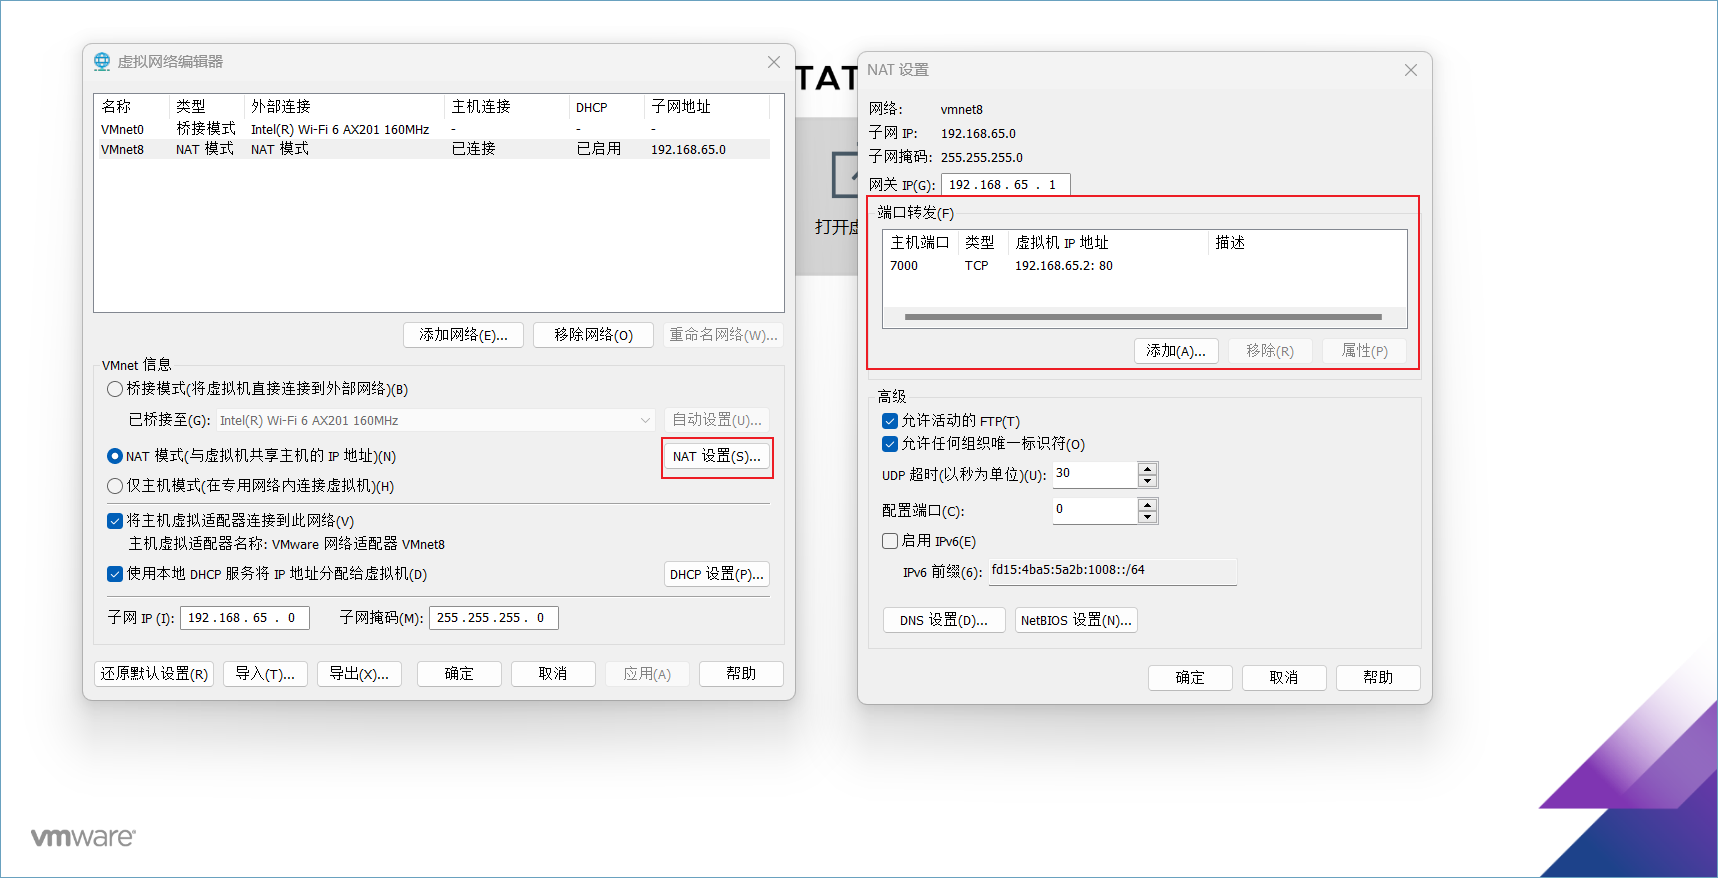 虚拟网络编辑器
名称 类型 外部连接 主机连接 DHCP 子网地址
VMnet0 桥接模式 Intel(R) Wi-Fi 6 AX201 160MHz - - -
VMnet8 NAT 模式 NAT 模式 已连接 已启用 192.168.65.0
添加网络(E)... 移除网络(O) 重命名网络(W)...
VMnet 信息
桥接模式(将虚拟机直接连接到外部网络)(B)
已桥接至(G): Intel(R) Wi-Fi 6 AX201 160MHz 自动设置(U)...
NAT 模式(与虚拟机共享主机的 IP 地址)(N) NAT 设置(S)...
仅主机模式(在专用网络内连接虚拟机)(H)
将主机虚拟适配器连接到此网络(V)
主机虚拟适配器名称: VMware 网络适配器 VMnet8
使用本地 DHCP 服务将 IP 地址分配给虚拟机(D) DHCP 设置(P)...
子网 IP (I): 192.168.65.0 子网掩码(M): 255.255.255.0
还原默认设置(R) 导入(T)... 导出(X)... 确定 取消 应用(A) 帮助
TAT
打开虚
NAT 设置
网络: vmnet8
子网 IP: 192.168.65.0
子网掩码: 255.255.255.0
网关 IP(G): 192.168.65.1
端口转发(F)
主机端口 类型 虚拟机 IP 地址 描述
7000 TCP 192.168.65.2: 80
添加(A)... 移除(R) 属性(P)
高级
允许活动的 FTP(T)
允许任何组织唯一标识符(O)
UDP 超时(以秒为单位)(U): 30
配置端口(C): 0
启用 IPv6(E)
IPv6 前缀(6): fd15:4ba5:5a2b:1008::/64
DNS 设置(D)... NetBIOS 设置(N)...
确定 取消 帮助
vmware